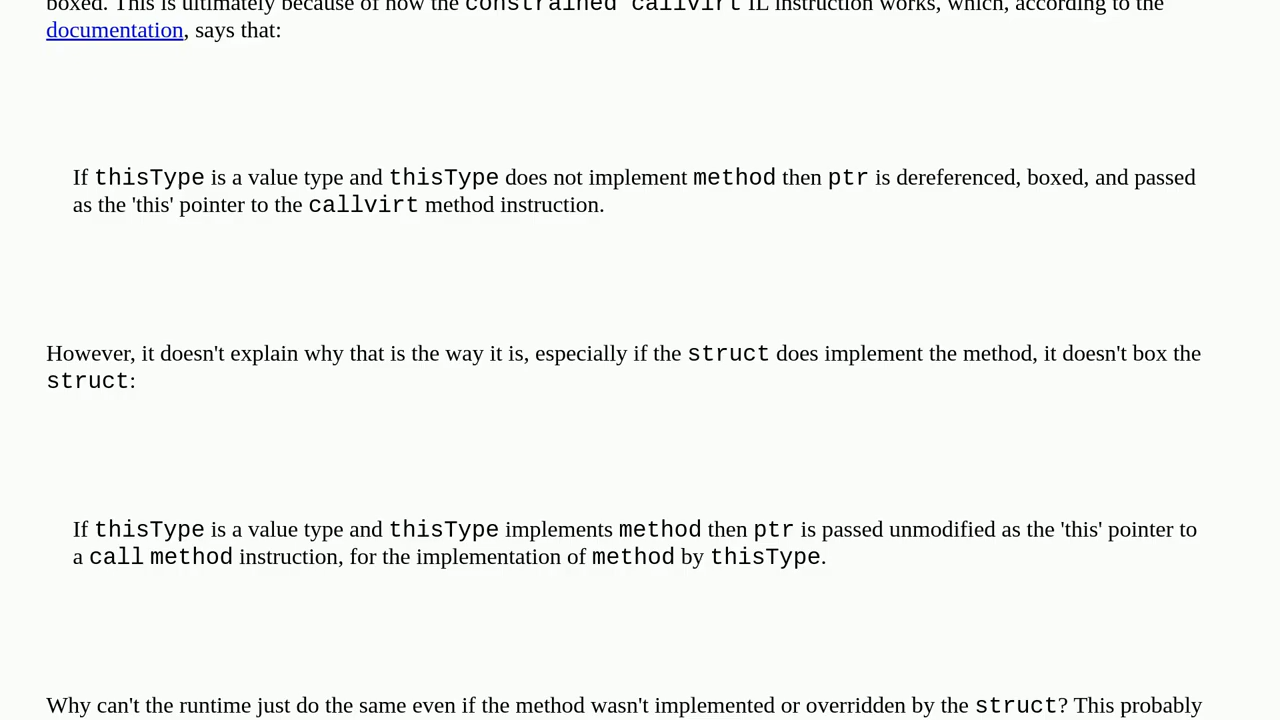 boxed. This is ultimately because of how the constrained callvirt IL instruction works, which, according to the
documentation, says that:
If thisType is a value type and thisType does not implement method then ptr is dereferenced, boxed, and passed
as the 'this' pointer to the callvirt method instruction.
However, it doesn't explain why that is the way it is, especially if the struct does implement the method, it doesn't box the
struct:
If thisType is a value type and thisType implements method then ptr is passed unmodified as the 'this' pointer to
a call method instruction, for the implementation of method by thisType.
Why can't the runtime just do the same even if the method wasn't implemented or overridden by the struct? This probably